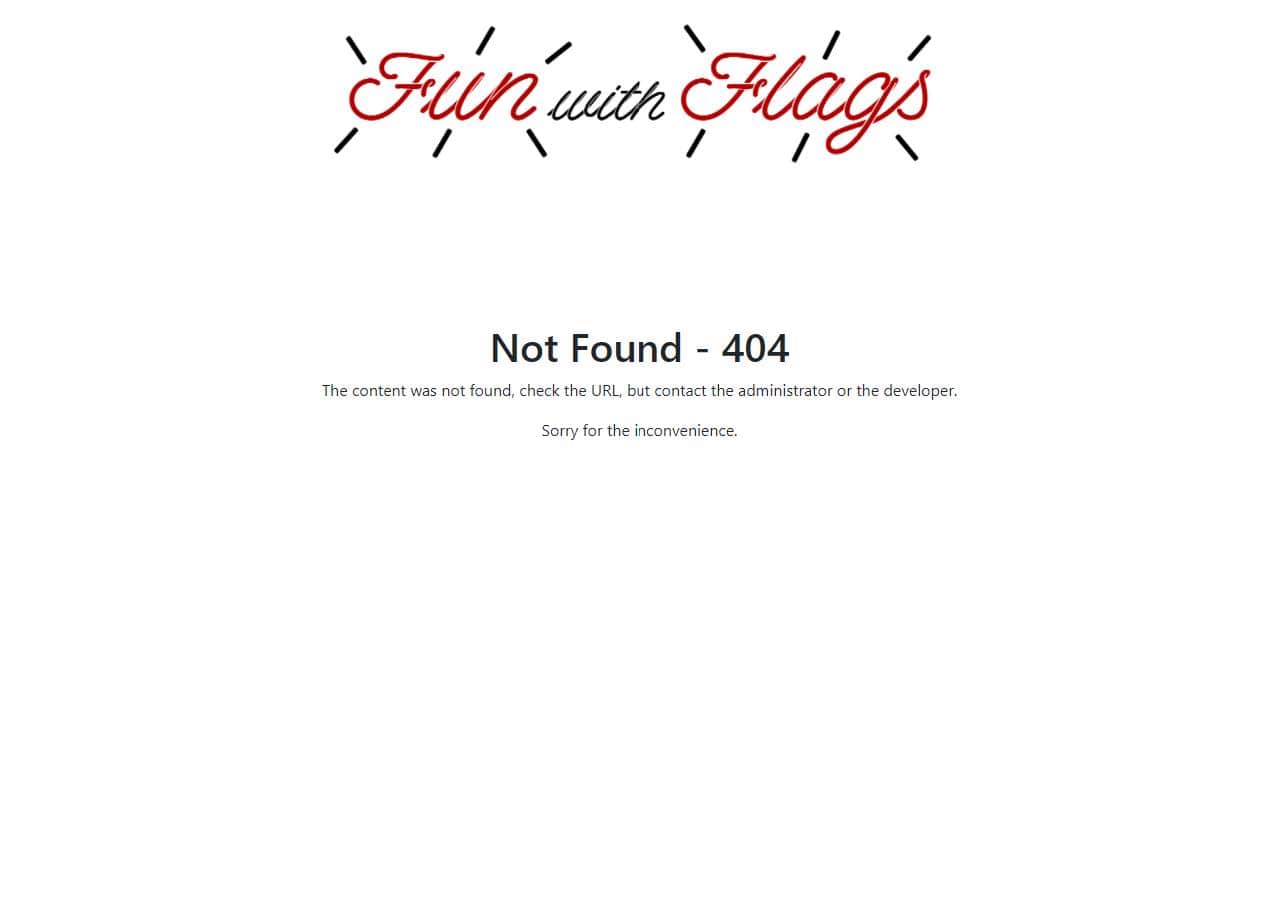 Fun with Flags
Not Found - 404
The content was not found, check the URL, but contact the administrator or the developer.
Sorry for the inconvenience.